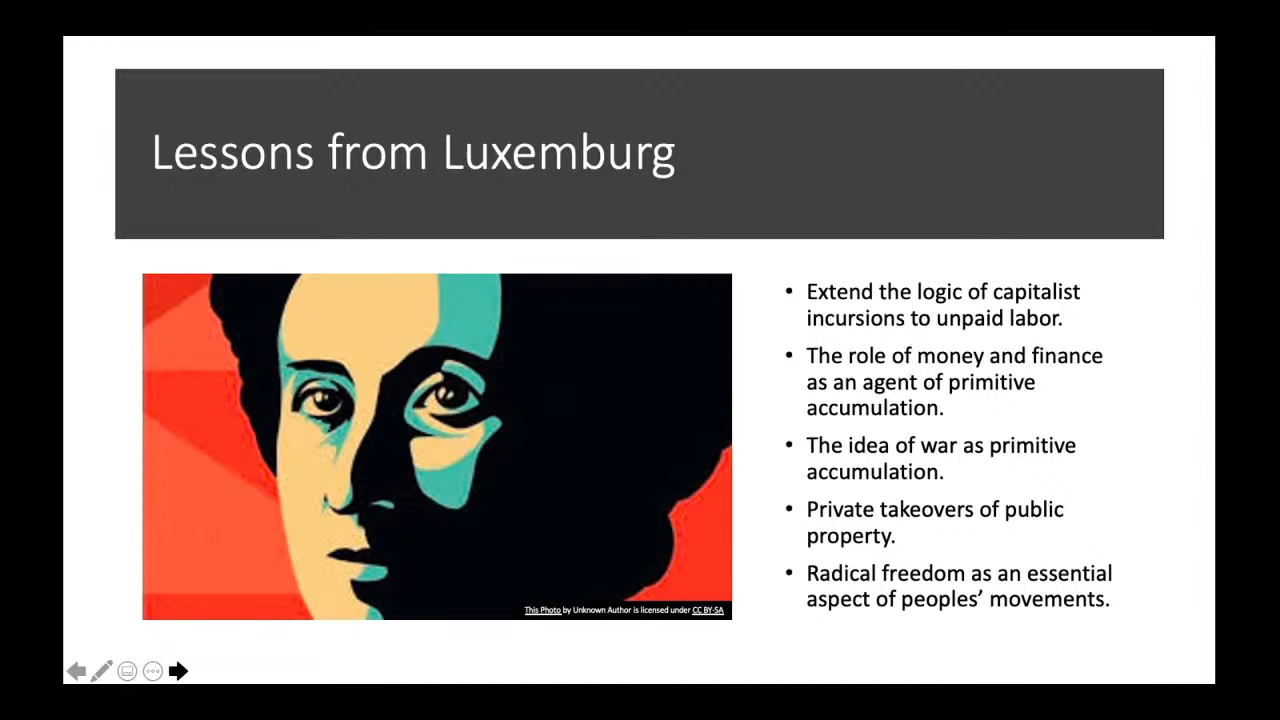 Lessons from Luxemburg
• Extend the logic of capitalist
incursions to unpaid labor.
• The role of money and finance
as an agent of primitive
accumulation.
• The idea of war as primitive
accumulation.
• Private takeovers of public
property.
• Radical freedom as an essential
aspect of peoples’ movements.
This Photo by Unknown Author is licensed under CC BY-SA